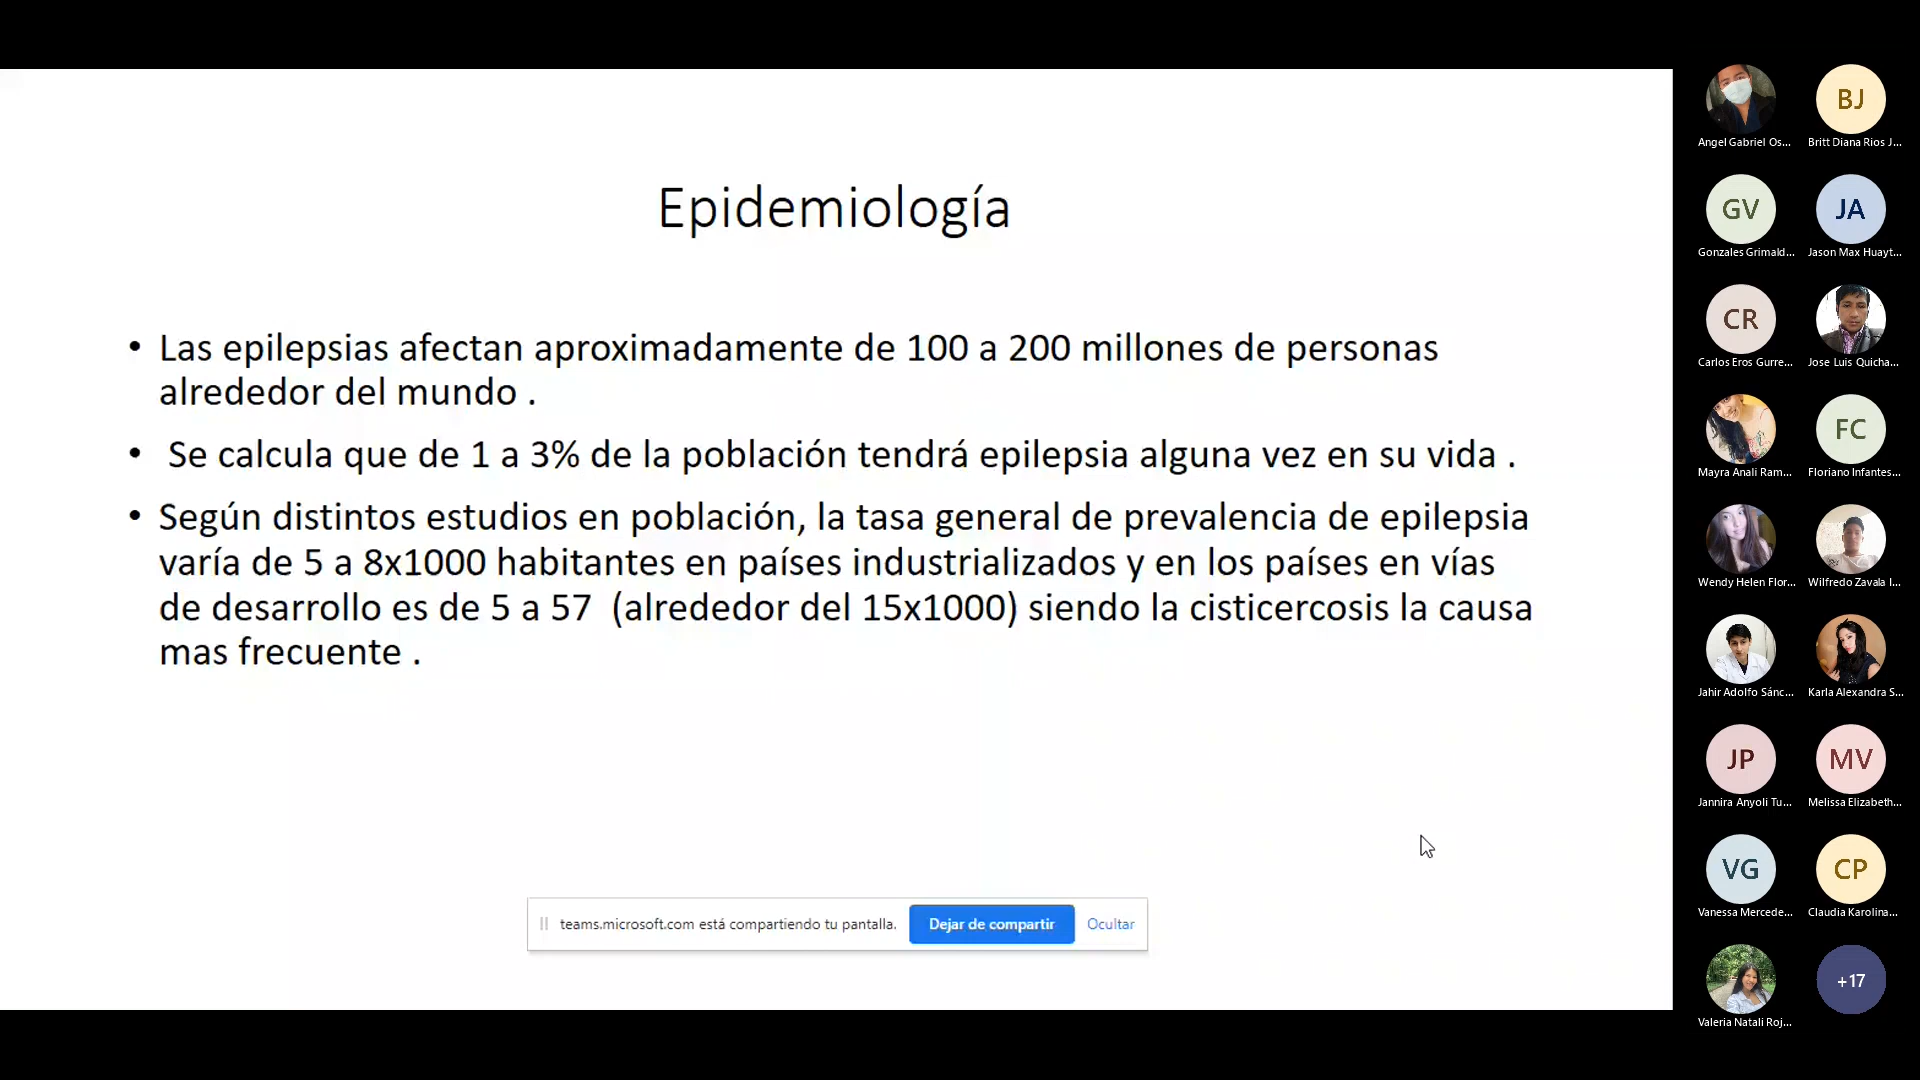 Epidemiología
• Las epilepsias afectan aproximadamente de 100 a 200 millones de personas
alrededor del mundo .
• Se calcula que de 1 a 3% de la población tendrá epilepsia alguna vez en su vida .
• Según distintos estudios en población, la tasa general de prevalencia de epilepsia
varía de 5 a 8x1000 habitantes en países industrializados y en los países en vías
de desarrollo es de 5 a 57 (alrededor del 15x1000) siendo la cisticercosis la causa
mas frecuente .
teams.microsoft.com está compartiendo tu pantalla. Dejar de compartir Ocultar
BJ
Angel Gabriel Os... Britt Diana Rios J...
GV JA
Gonzales Grimald... Jason Max Huayt...
CR
Carlos Eros Gurre... Jose Luis Quicha...
FC
Mayra Anali Ram... Floriano Infantes...
Wendy Helen Flor... Wilfredo Zavala I...
Jahir Adolfo Sánc... Karla Alexandra S...
JP MV
Jannira Anyoli Tu... Melissa Elizabeth...
VG CP
Vanessa Mercede... Claudia Karolina...
+17
Valeria Natali Roj...